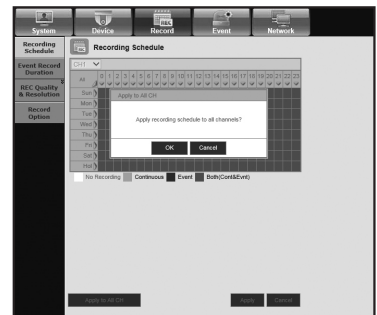 System Device Record Event Network
REC
Recording
Schedule
Event Record
Duration
REC Quality
& Resolution
Record
Option
Recording Schedule
CH1
All 0 1 2 3 4 5 6 7 8 9 10 11 12 13 14 15 16 17 18 19 20 21 22 23
Sun
Mon
Tue
Wed
Thu
Fri
Sat
Hol
Apply to All CH
Apply recording schedule to all channels?
OK Cancel
No Recording Continuous Event Both(Cont&Evnt)
Apply to All CH Apply Cancel